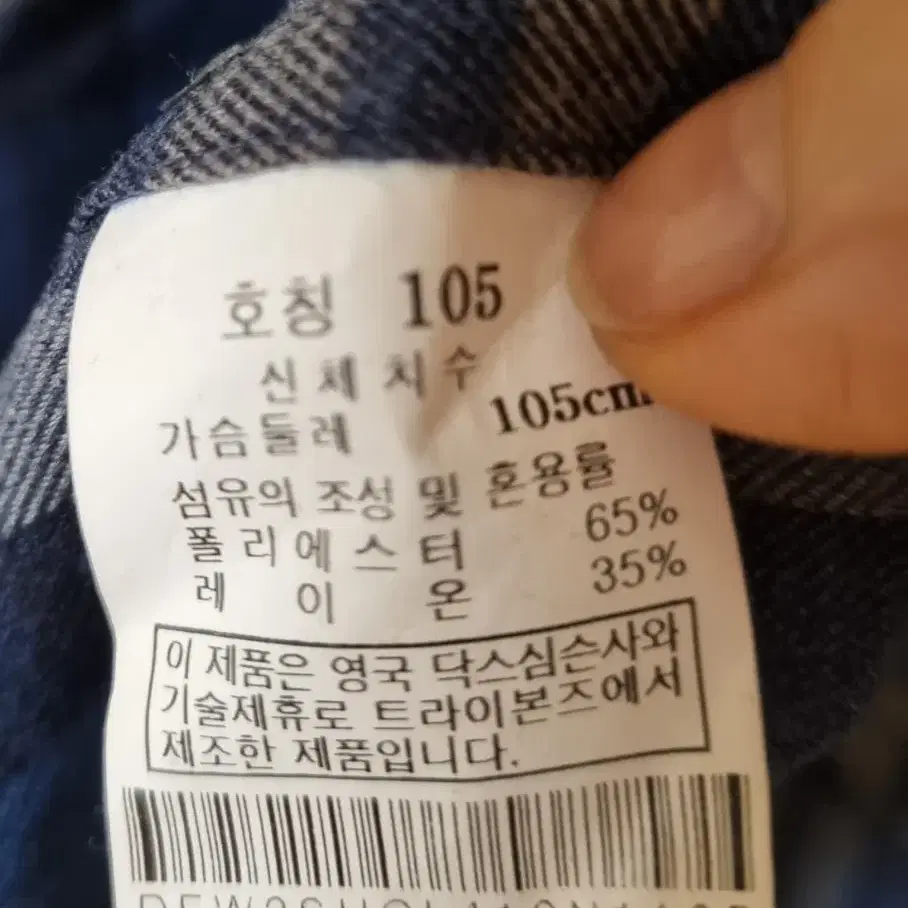 호칭 105
신체치수
가슴둘레 105cm
섬유의 조성 및 혼용률
폴리에스터 65%
레이온 35%
이 제품은 영국 닥스심슨사와
기술제휴로 트라이본즈에서
제조한 제품입니다.